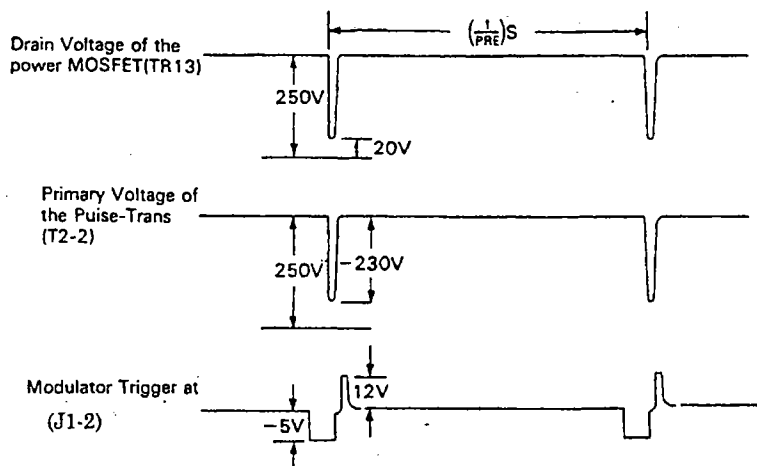 Drain Voltage of the
power MOSFET(TR13)
(1/PRE)S
250V
20V
Primary Voltage of
the Puise-Trans
(T2-2)
250V
-230V
Modulator Trigger at
(J1-2)
12V
-5V